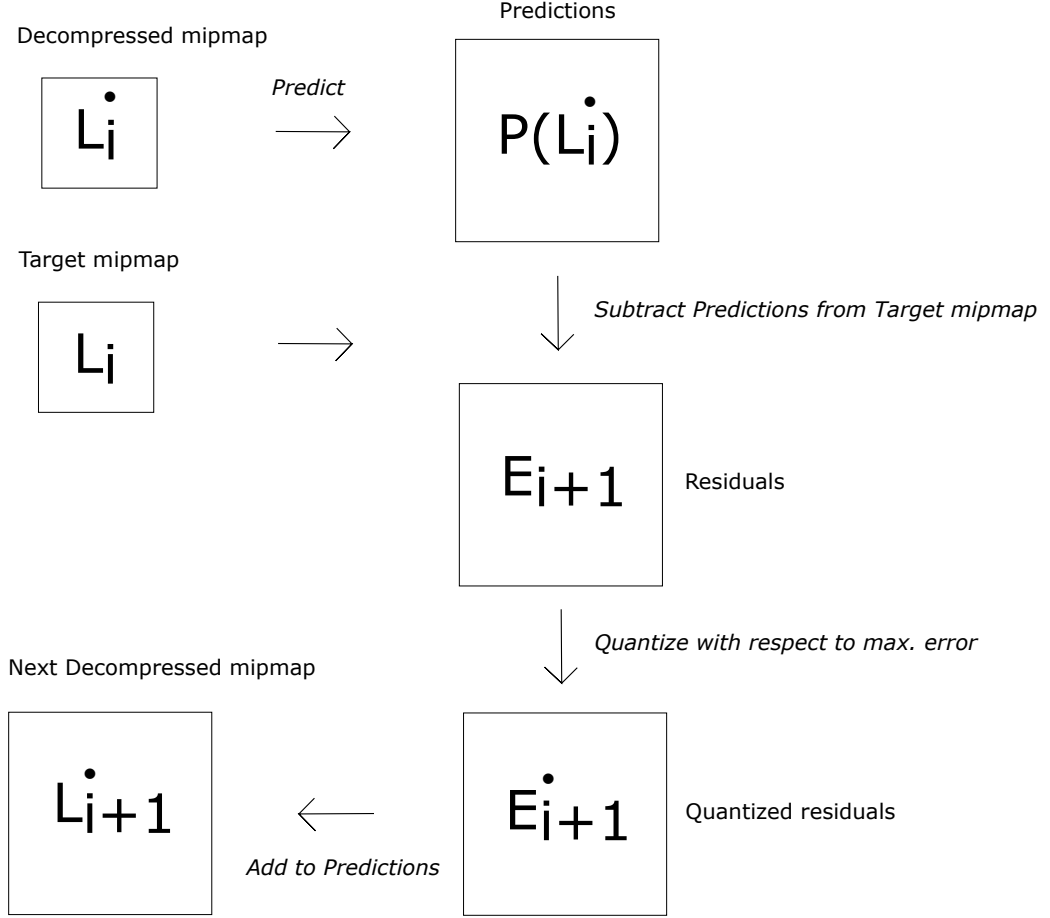 Predictions
Decompressed mipmap
Predict
L̇i
P(L̇i)
Target mipmap
Subtract Predictions from Target mipmap
Li
Ei+1
Residuals
Quantize with respect to max. error
Next Decompressed mipmap
L̇i+1
Ėi+1
Quantized residuals
Add to Predictions